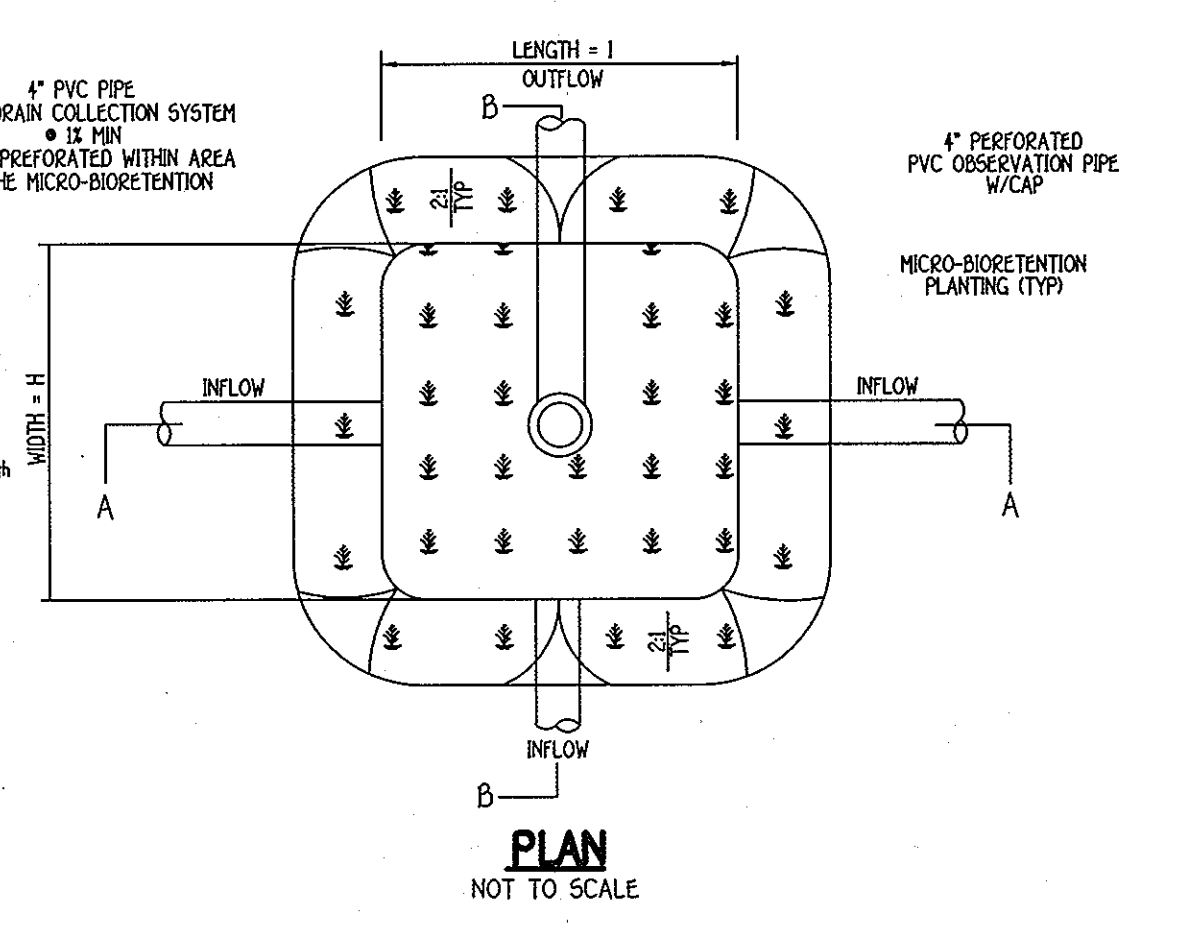 LENGTH = I
OUTFLOW
B
4" PVC PIPE
DRAIN COLLECTION SYSTEM
@ 1% MIN
PREFORATED WITHIN AREA
HE MICRO-BIORETENTION
4" PERFORATED
PVC OBSERVATION PIPE
W/CAP
2:1
TYP
MICRO-BIORETENTION
PLANTING (TYP)
INFLOW
INFLOW
WIDTH = H
th
A
A
2:1
TYP
INFLOW
B
PLAN
NOT TO SCALE